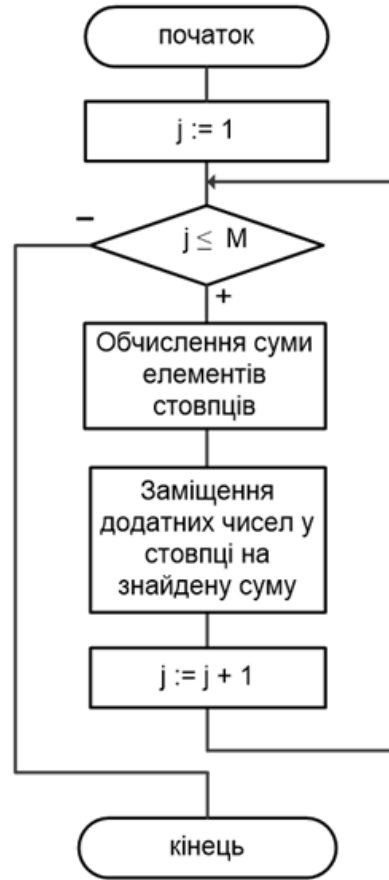 початок
j := 1
−
j ≤ M
+
Обчислення суми
елементів
стовпців
Заміщення
додатних чисел у
стовпці на
знайдену суму
j := j + 1
кінець